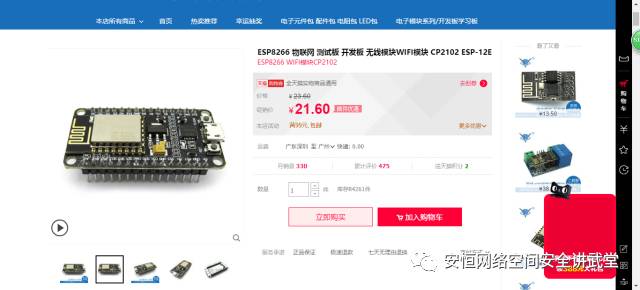 本店所有商品 首页 热卖推荐 幸运抽奖 电子元件包 配件包 电阻包 LED包 电子模块系列/开发板学习板
ESP8266 物联网 测试板 开发板 无线模块WIFI模块 CP2102 ESP-12E
ESP8266 WIFI模块CP2102
全天猫实物商品通用 去刮券
价格 ¥23.60
促销价 ¥21.60
本店活动 满99元,包邮 更多优惠
运费 广东深圳 至 广州 快递: 0.00
月销量 330 累计评价 475 送天猫积分 2
数量 1 件 库存84261件
立即购买 加入购物车
服务承诺 正品保证 极速退款 七天无理由退换
看了又看
¥13.50
¥38.
购物车
安恒网络空间安全讲武堂